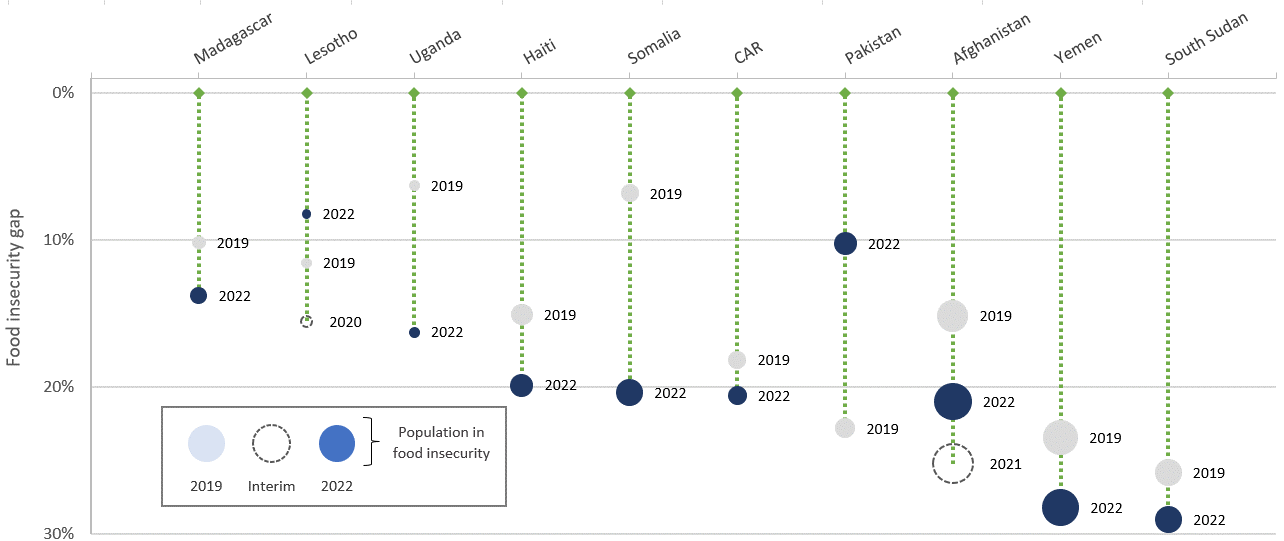 Madagascar
Lesotho
Uganda
Haiti
Somalia
CAR
Pakistan
Afghanistan
Yemen
South Sudan
0%
10%
20%
30%
Food insecurity gap
2019
2022
2022
2019
2020
2019
2022
2019
2022
2019
2022
2019
2022
2022
2019
2019
2022
2021
2019
2022
2019
2022
Population in
food insecurity
2019 Interim 2022